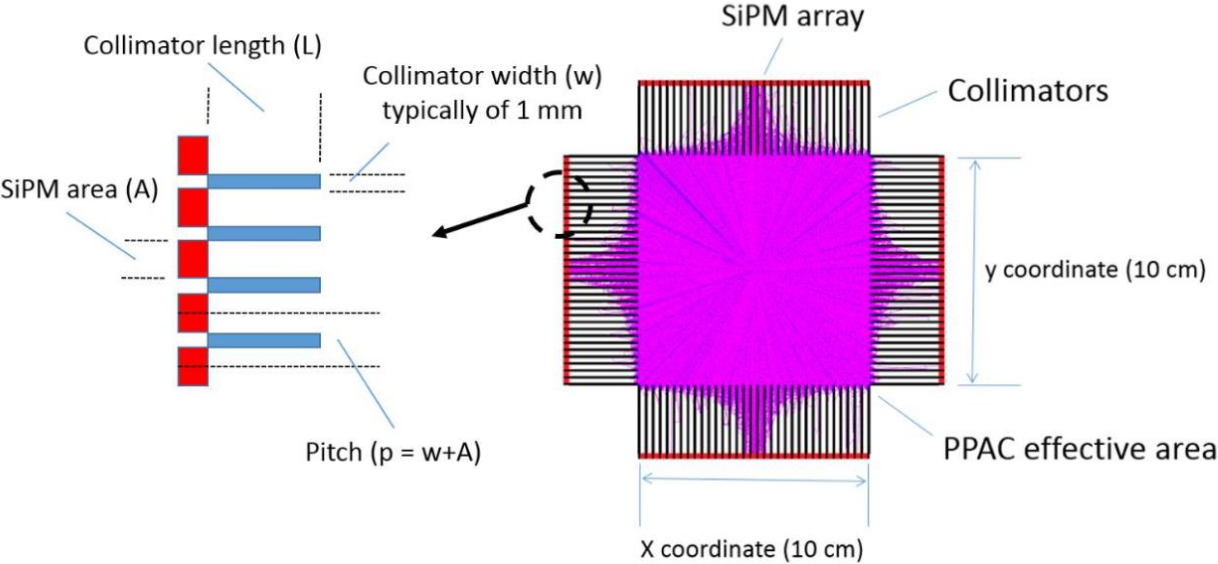 SiPM array
Collimator length (L)
Collimator width (w)
typically of 1 mm
Collimators
SiPM area (A)
y coordinate (10 cm)
Pitch (p = w+A)
PPAC effective area
X coordinate (10 cm)